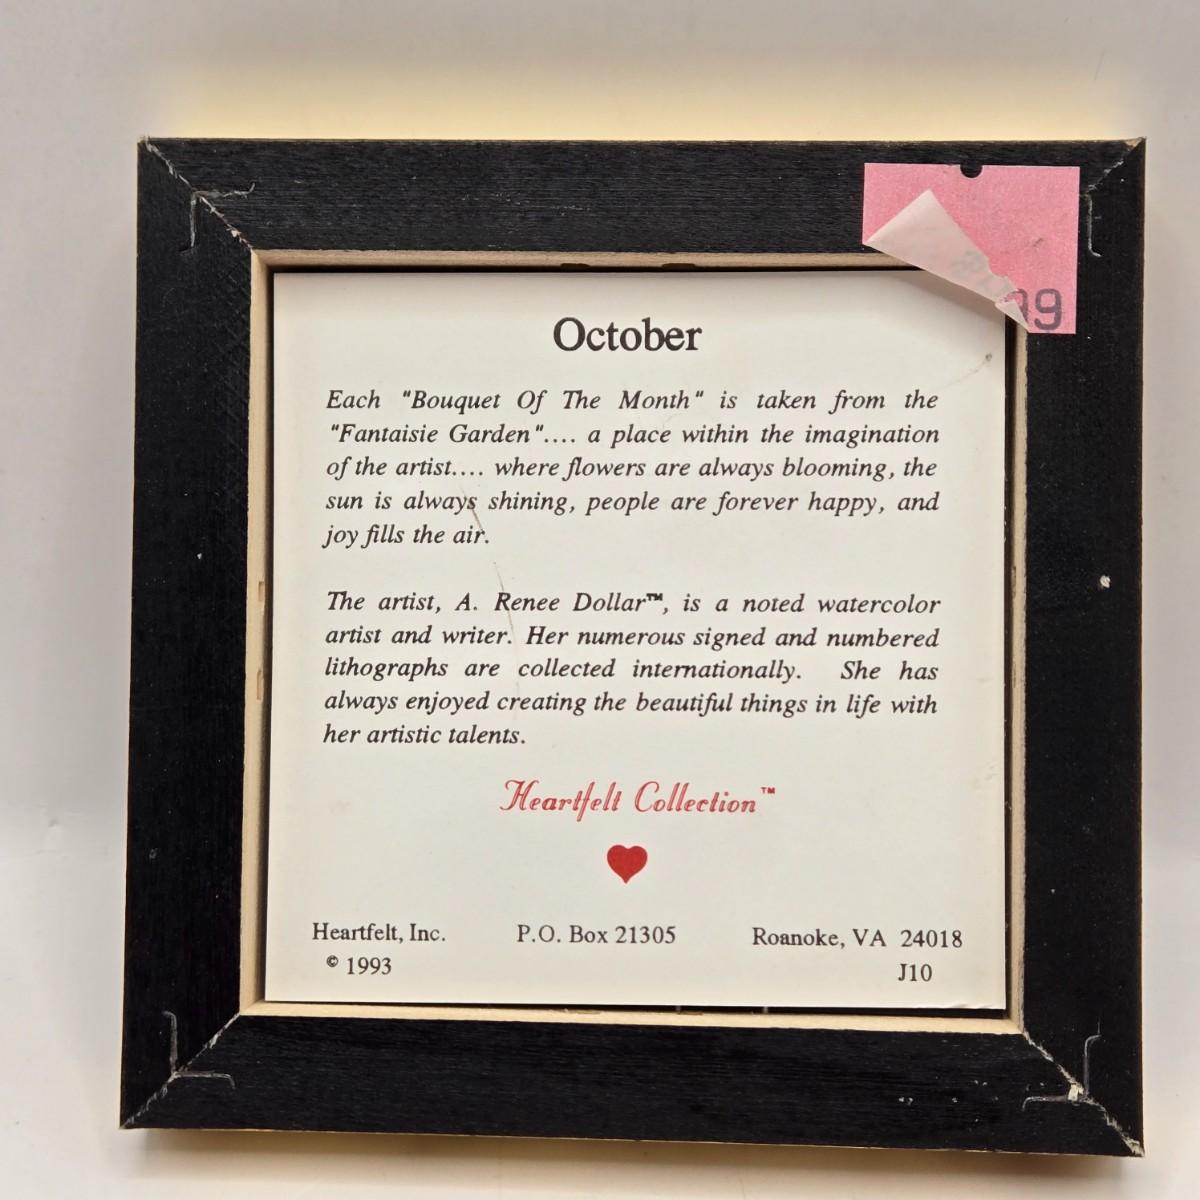 99
October
Each "Bouquet Of The Month" is taken from the
"Fantaisie Garden".... a place within the imagination
of the artist.... where flowers are always blooming, the
sun is always shining, people are forever happy, and
joy fills the air.
The artist, A. Renee Dollar™, is a noted watercolor
artist and writer. Her numerous signed and numbered
lithographs are collected internationally. She has
always enjoyed creating the beautiful things in life with
her artistic talents.
Heartfelt Collection™
Heartfelt, Inc. P.O. Box 21305 Roanoke, VA 24018
© 1993 J10